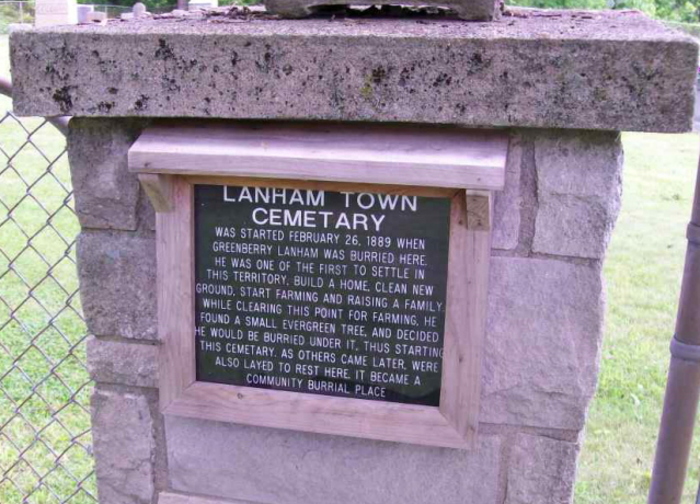 LANHAM TOWN
CEMETARY
WAS STARTED FEBRUARY 26, 1889 WHEN
GREENBERRY LANHAM WAS BURRIED HERE.
HE WAS ONE OF THE FIRST TO SETTLE IN
THIS TERRITORY, BUILD A HOME, CLEAN NEW
GROUND, START FARMING AND RAISING A FAMILY.
WHILE CLEARING THIS POINT FOR FARMING, HE
FOUND A SMALL EVERGREEN TREE, AND DECIDED
HE WOULD BE BURRIED UNDER IT, THUS STARTING
THIS CEMETARY. AS OTHERS CAME LATER, WERE
ALSO LAYED TO REST HERE, IT BECAME A
COMMUNITY BURRIAL PLACE